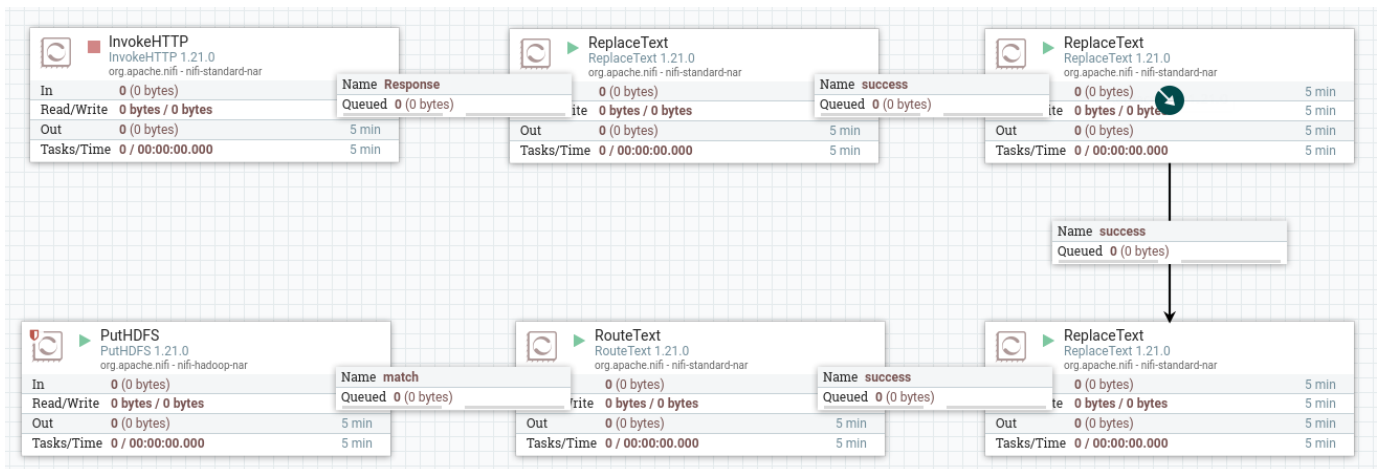 InvokeHTTP
InvokeHTTP 1.21.0
org.apache.nifi - nifi-standard-nar
In 0 (0 bytes)
Read/Write 0 bytes / 0 bytes
Out 0 (0 bytes) 5 min
Tasks/Time 0 / 00:00:00.000 5 min
Name Response
Queued 0 (0 bytes)
ReplaceText
ReplaceText 1.21.0
org.apache.nifi - nifi-standard-nar
0 (0 bytes)
ite 0 bytes / 0 bytes
Out 0 (0 bytes) 5 min
Tasks/Time 0 / 00:00:00.000 5 min
Name success
Queued 0 (0 bytes)
ReplaceText
ReplaceText 1.21.0
org.apache.nifi - nifi-standard-nar
0 (0 bytes) 5 min
ite 0 bytes / 0 byte 5 min
Out 0 (0 bytes) 5 min
Tasks/Time 0 / 00:00:00.000 5 min
Name success
Queued 0 (0 bytes)
PutHDFS
PutHDFS 1.21.0
org.apache.nifi - nifi-hadoop-nar
In 0 (0 bytes)
Read/Write 0 bytes / 0 bytes
Out 0 (0 bytes) 5 min
Tasks/Time 0 / 00:00:00.000 5 min
Name match
Queued 0 (0 bytes)
RouteText
RouteText 1.21.0
org.apache.nifi - nifi-standard-nar
0 (0 bytes)
rite 0 bytes / 0 bytes
Out 0 (0 bytes) 5 min
Tasks/Time 0 / 00:00:00.000 5 min
Name success
Queued 0 (0 bytes)
ReplaceText
ReplaceText 1.21.0
org.apache.nifi - nifi-standard-nar
0 (0 bytes) 5 min
te 0 bytes / 0 bytes 5 min
Out 0 (0 bytes) 5 min
Tasks/Time 0 / 00:00:00.000 5 min